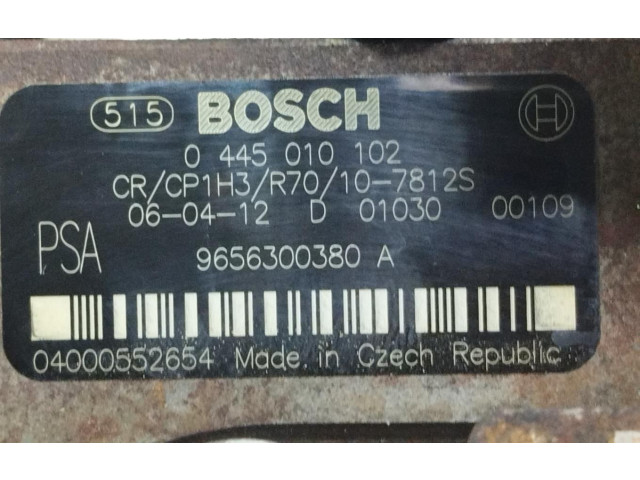 515 BOSCH
0 445 010 102
CR/CP1H3/R70/10-7812S
06-04-12 D 01030 00109
PSA 9656300380 A
04000552654 Made in Czech Republic